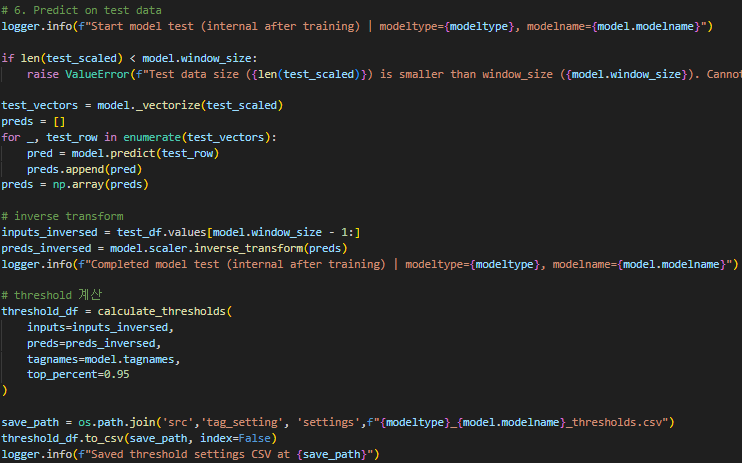 # 6. Predict on test data
logger.info(f"Start model test (internal after training) | modeltype={modeltype}, modelname={model.modelname}")
if len(test_scaled) < model.window_size:
raise ValueError(f"Test data size ({len(test_scaled)}) is smaller than window_size ({model.window_size}). Cannot
test_vectors = model._vectorize(test_scaled)
preds = []
for _, test_row in enumerate(test_vectors):
pred = model.predict(test_row)
preds.append(pred)
preds = np.array(preds)
# inverse transform
inputs_inversed = test_df.values[model.window_size - 1:]
preds_inversed = model.scaler.inverse_transform(preds)
logger.info(f"Completed model test (internal after training) | modeltype={modeltype}, modelname={model.modelname}")
# threshold 계산
threshold_df = calculate_thresholds(
inputs=inputs_inversed,
preds=preds_inversed,
tagnames=model.tagnames,
top_percent=0.95
)
save_path = os.path.join('src','tag_setting', 'settings',f"{modeltype}_{model.modelname}_thresholds.csv")
threshold_df.to_csv(save_path, index=False)
logger.info(f"Saved threshold settings CSV at {save_path}")